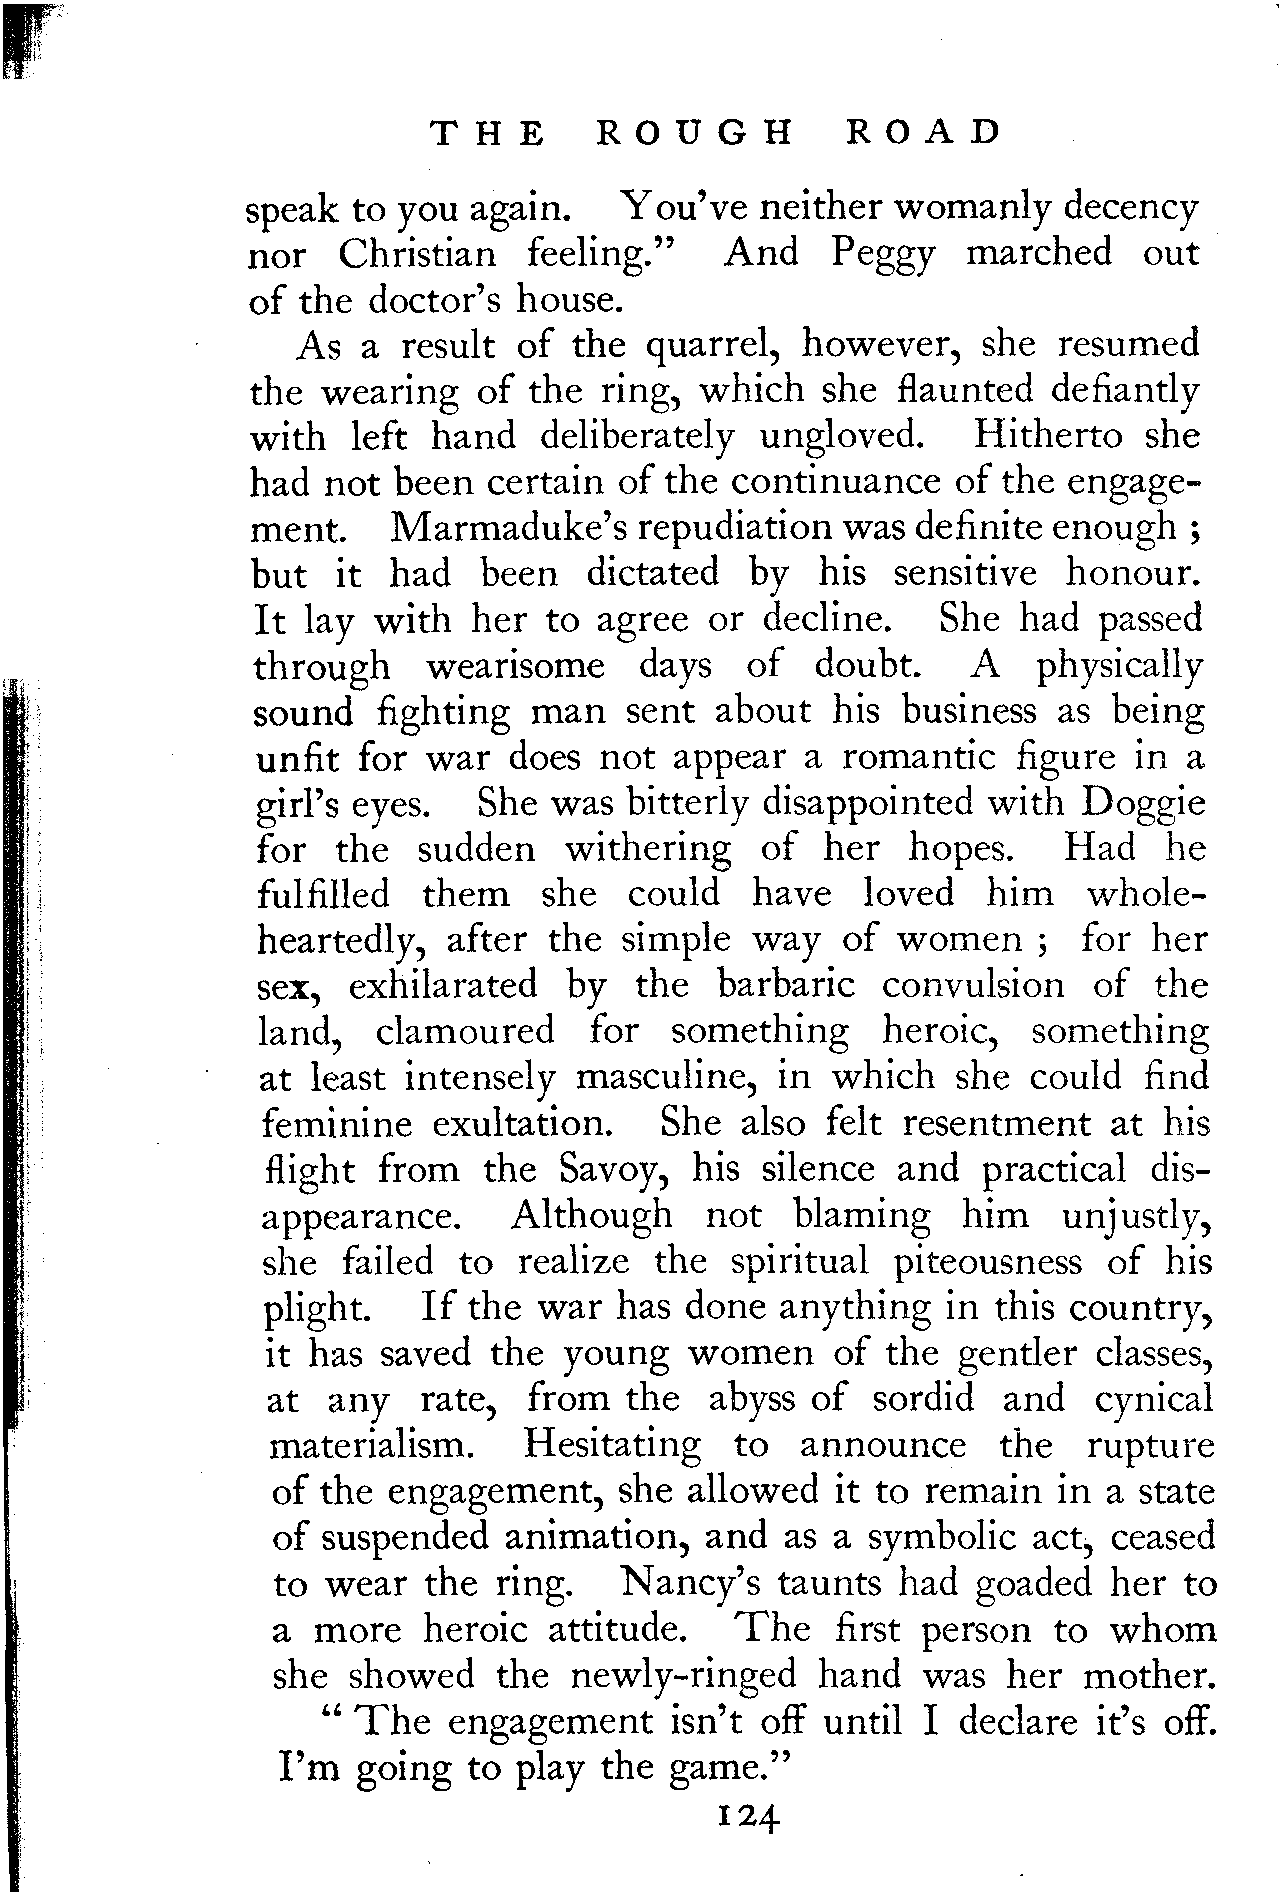 THE ROUGH ROAD
speak to you again. You've neither womanly decency
nor Christian feeling." And Peggy marched out
of the doctor's house.
As a result of the quarrel, however, she resumed
the wearing of the ring, which she flaunted defiantly
with left hand deliberately ungloved. Hitherto she
had not been certain of the continuance of the engage-
ment. Marmaduke's repudiation was definite enough ;
but it had been dictated by his sensitive honour.
It lay with her to agree or decline. She had passed
through wearisome days of doubt. A physically
sound fighting man sent about his business as being
unfit for war does not appear a romantic figure in a
girl's eyes. She was bitterly disappointed with Doggie
for the sudden withering of her hopes. Had he
fulfilled them she could have loved him whole-
heartedly, after the simple way of women ; for her
sex, exhilarated by the barbaric convulsion of the
land, clamoured for something heroic, something
at least intensely masculine, in which she could find
feminine exultation. She also felt resentment at his
flight from the Savoy, his silence and practical dis-
appearance. Although not blaming him unjustly,
she failed to realize the spiritual piteousness of his
plight. If the war has done anything in this country,
it has saved the young women of the gentler classes,
at any rate, from the abyss of sordid and cynical
materialism. Hesitating to announce the rupture
of the engagement, she allowed it to remain in a state
of suspended animation, and as a symbolic act, ceased
to wear the ring. Nancy's taunts had goaded her to
a more heroic attitude. The first person to whom
she showed the newly-ringed hand was her mother.
" The engagement isn't off until I declare it's off.
I'm going to play the game."
124